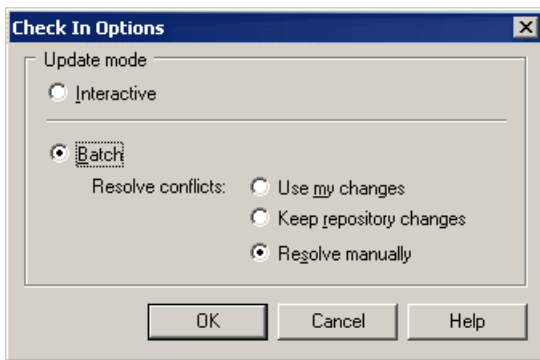 Check In Options
Update mode
Interactive
Batch
Resolve conflicts:
Use my changes
Keep repository changes
Resolve manually
OK
Cancel
Help